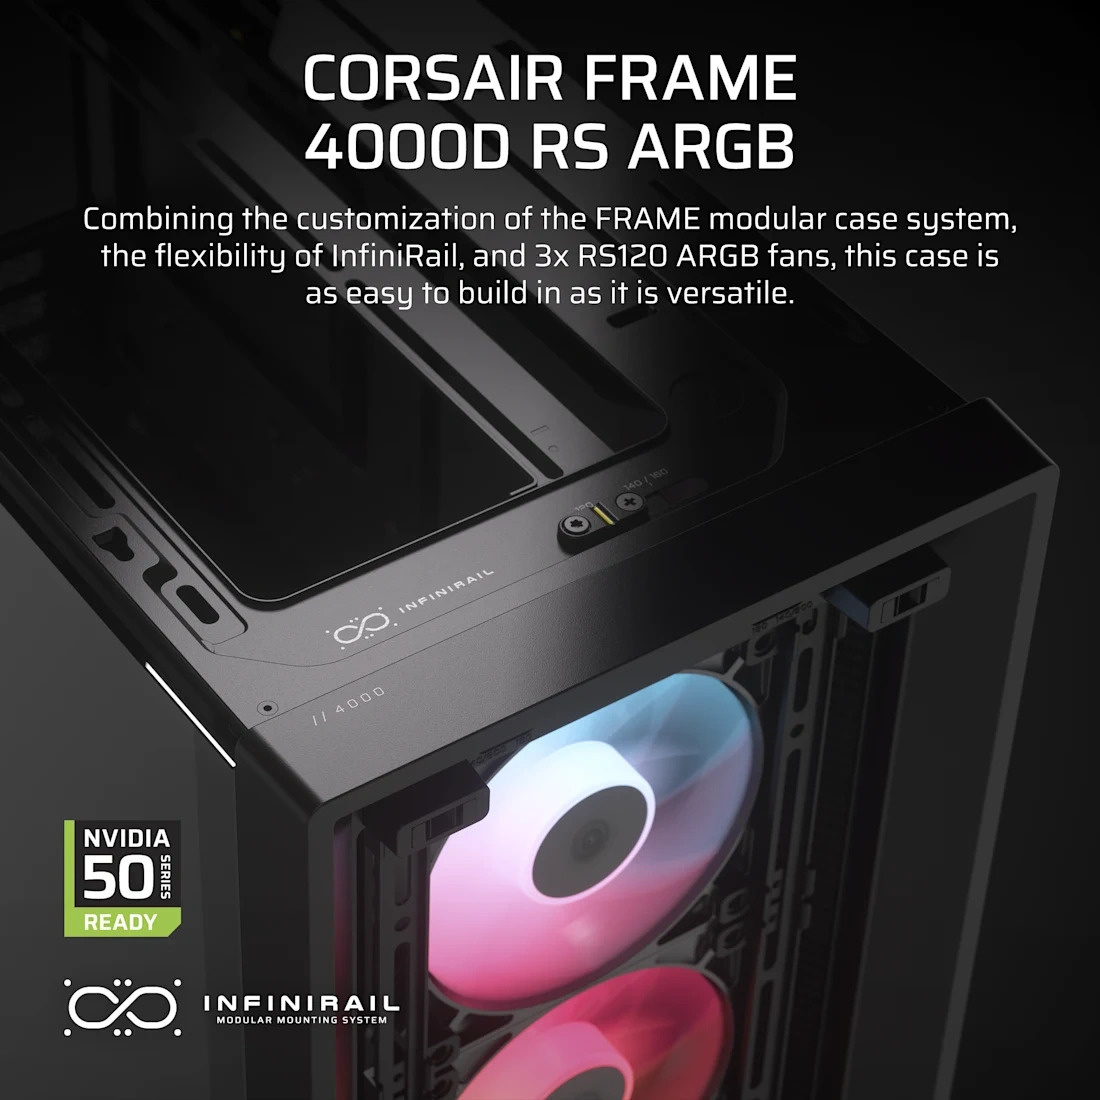 CORSAIR FRAME
4000D RS ARGB
Combining the customization of the FRAME modular case system,
the flexibility of InfiniRail, and 3x RS120 ARGB fans, this case is
as easy to build in as it is versatile.
140 / 160
INFINIRAIL
// 4000
NVIDIA
50 SERIES
READY
INFINIRAIL
MODULAR MOUNTING SYSTEM